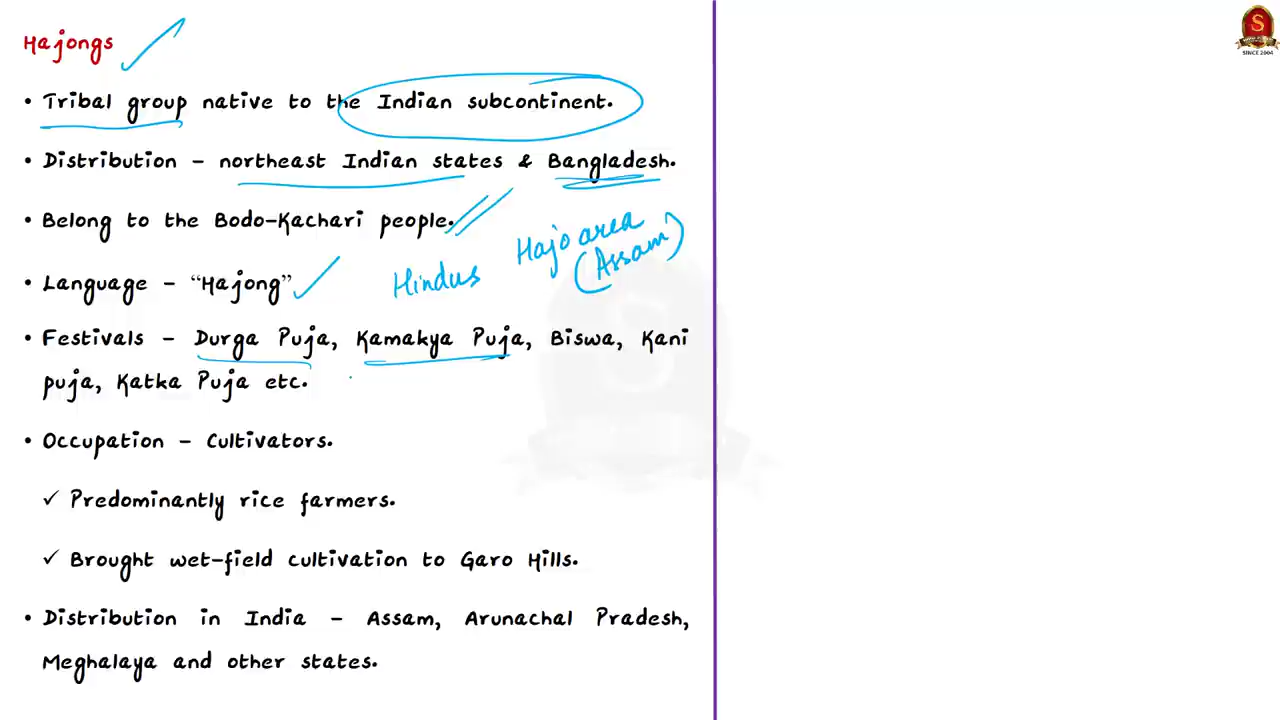 Hajongs
• Tribal group native to the Indian subcontinent.
• Distribution – northeast Indian states & Bangladesh.
• Belong to the Bodo-Kachari people.
Hajo area
(Assam)
• Language – “Hajong”
Hindus
• Festivals – Durga Puja, Kamakya Puja, Biswa, Kani
puja, Katka Puja etc.
• Occupation – Cultivators.
✓ Predominantly rice farmers.
✓ Brought wet-field cultivation to Garo Hills.
• Distribution in India – Assam, Arunachal Pradesh,
Meghalaya and other states.
S
SINCE 2004